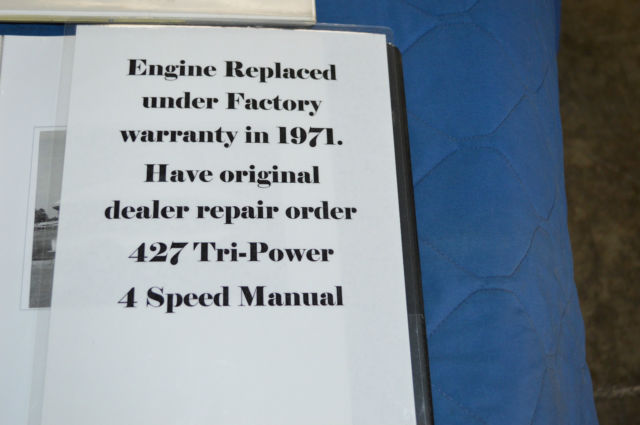 Engine Replaced
under Factory
warranty in 1971.
Have original
dealer repair order
427 Tri-Power
4 Speed Manual